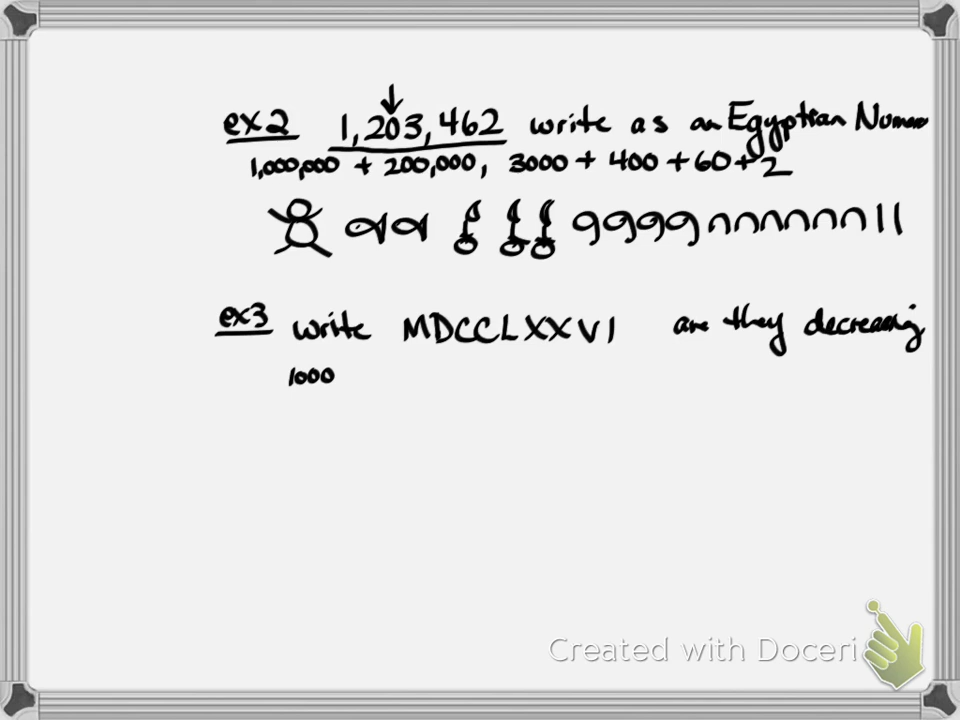 ex2 1,203,462 write as an Egyptian
1,000,000 + 200,000, 3000 + 400 + 60 + 2
ex3 write MDCCLXXVI are they decreasing
1000
Created with Doceri